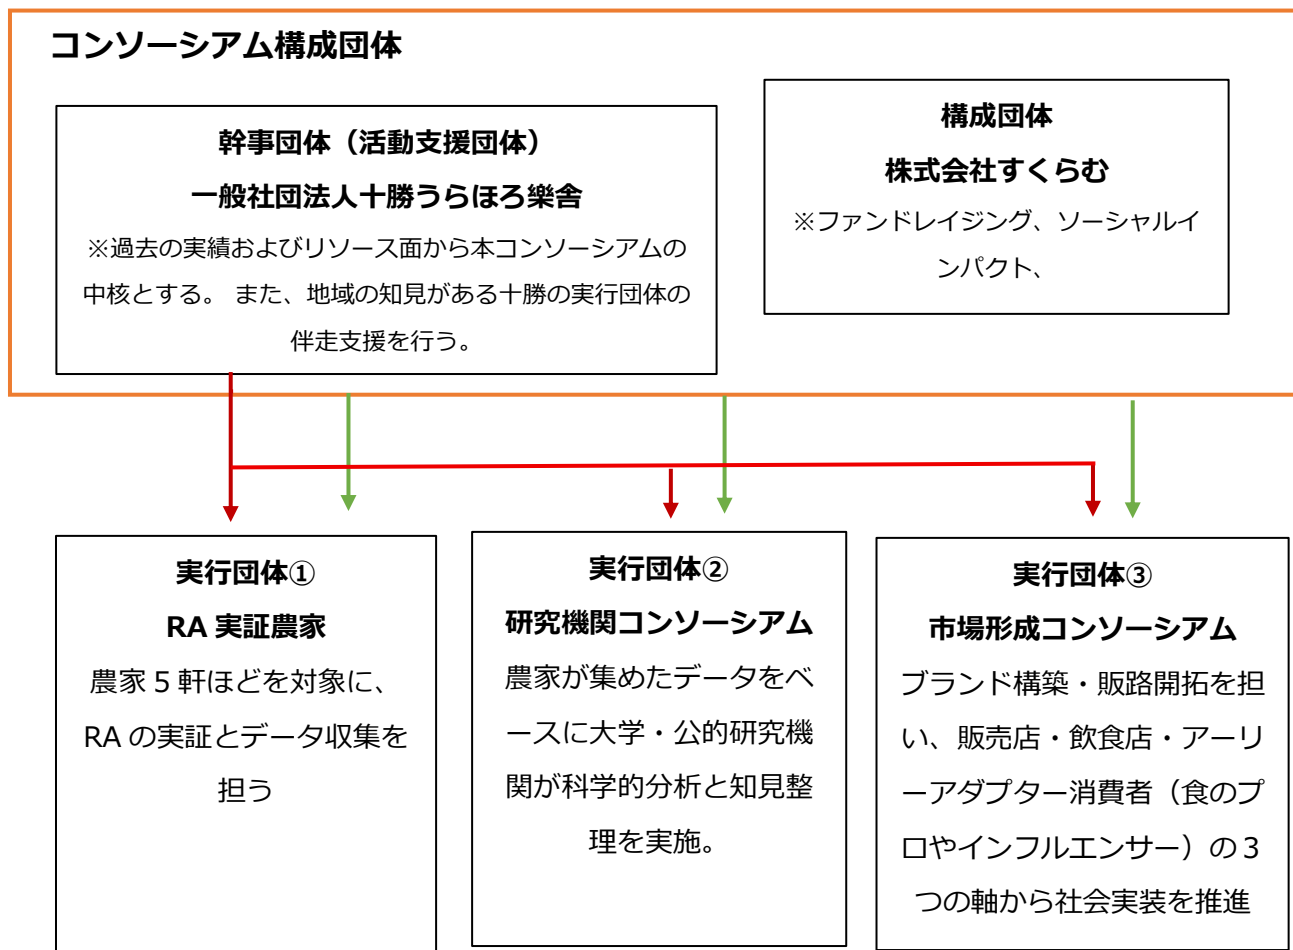 コンソーシアム構成団体
幹事団体（活動支援団体）
一般社団法人十勝うらほろ樂舎
※過去の実績およびリソース面から本コンソーシアムの
中核とする。 また、地域の知見がある十勝の実行団体の
伴走支援を行う。
構成団体
株式会社すくらむ
※ファンドレイジング、ソーシャルイ
ンパクト、
実行団体①
RA 実証農家
農家 5 軒ほどを対象に、
RA の実証とデータ収集を
担う
実行団体②
研究機関コンソーシアム
農家が集めたデータをベ
ースに大学・公的研究機
関が科学的分析と知見整
理を実施。
実行団体③
市場形成コンソーシアム
ブランド構築・販路開拓を担
い、販売店・飲食店・アーリ
ーアダプター消費者（食のプ
ロやインフルエンサー）の３
つの軸から社会実装を推進